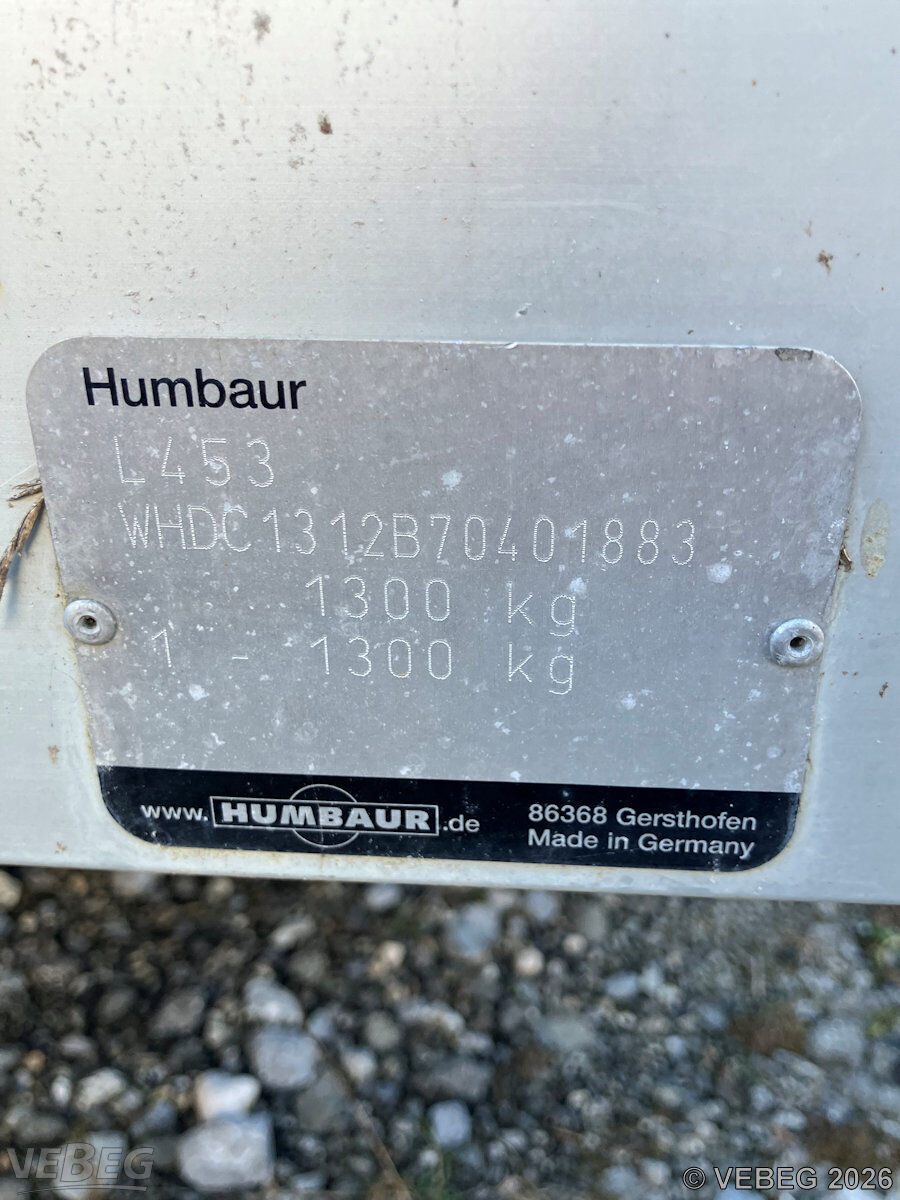 Humbaur
L453
WHDC1312B70401883
1300 kg
1 - 1300 kg
www.HUMBAUR.de
86368 Gersthofen
Made in Germany
VEBEG
© VEBEG 2026